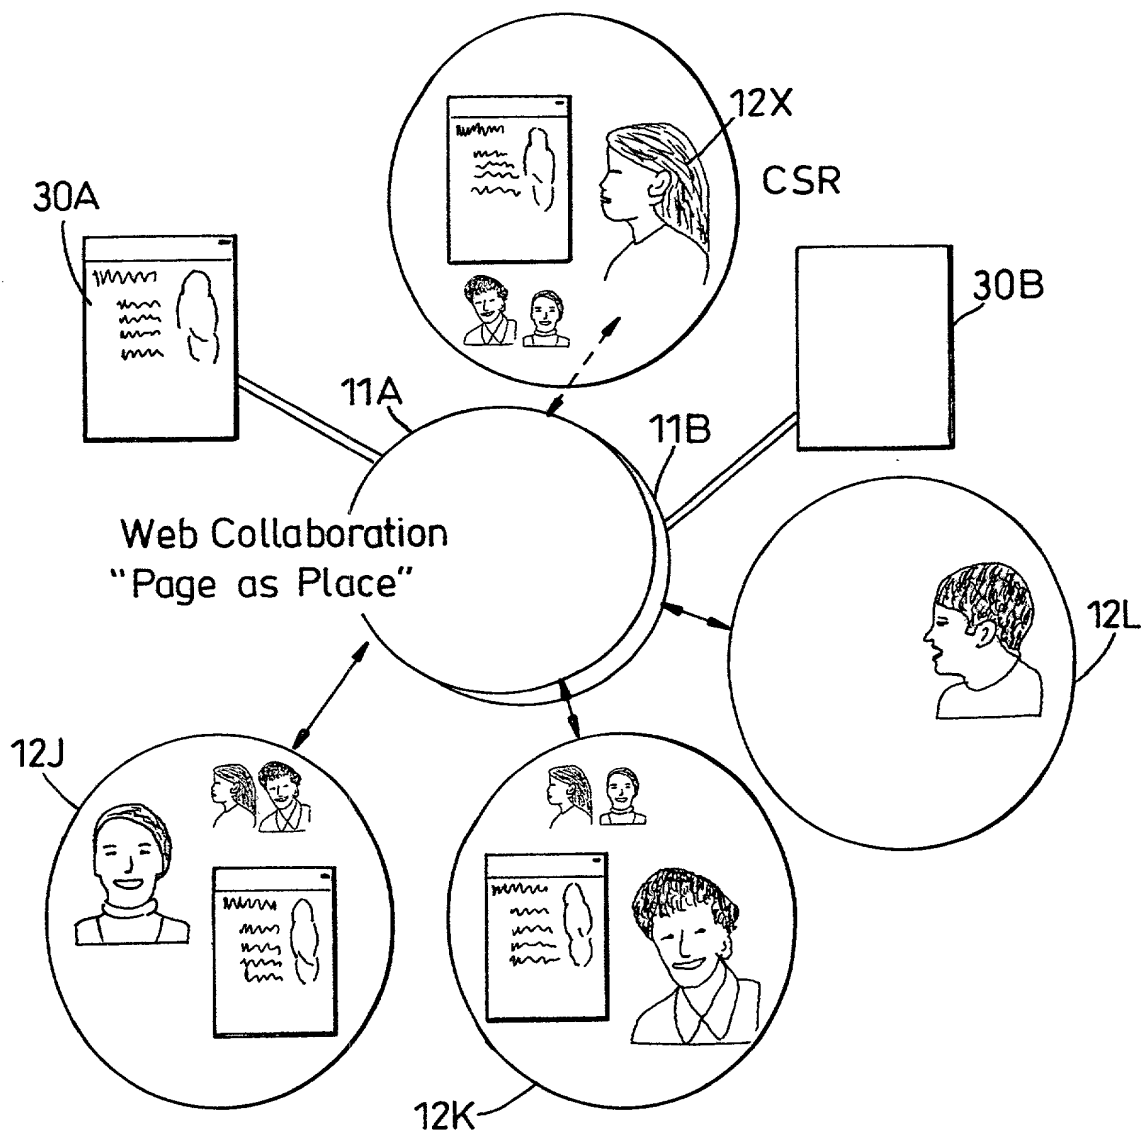 12X
CSR
30A
30B
11A
11B
Web Collaboration
"Page as Place"
12L
12J
12K